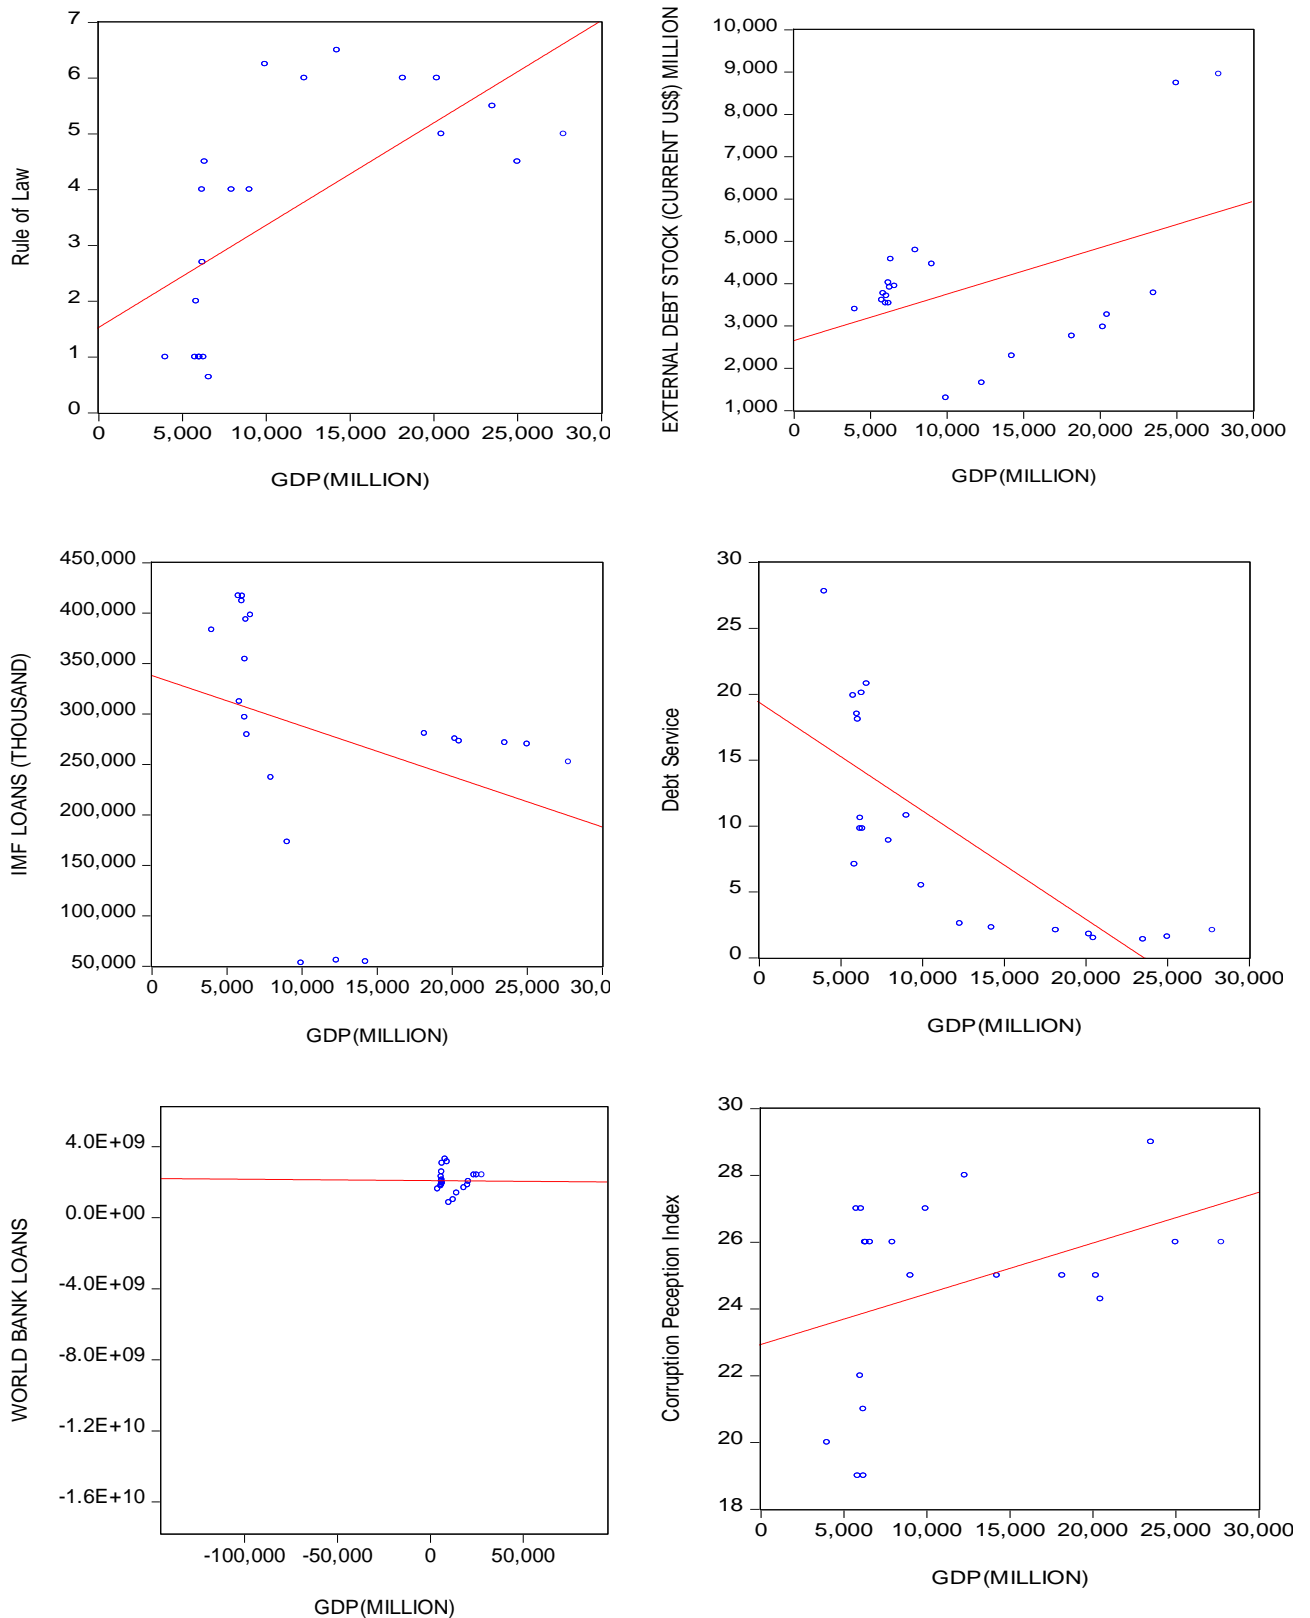 7
6
5
4
3
2
1
0
Rule of Law
0 5,000 10,000 15,000 20,000 25,000 30,0
GDP(MILLION)
10,000
9,000
8,000
7,000
6,000
5,000
4,000
3,000
2,000
1,000
EXTERNAL DEBT STOCK (CURRENT US$) MILLION
0 5,000 10,000 15,000 20,000 25,000 30,000
GDP(MILLION)
450,000
400,000
350,000
300,000
250,000
200,000
150,000
100,000
50,000
IMF LOANS (THOUSAND)
0 5,000 10,000 15,000 20,000 25,000 30,0
GDP(MILLION)
30
25
20
15
10
5
0
Debt Service
0 5,000 10,000 15,000 20,000 25,000 30,000
GDP(MILLION)
4.0E+09
0.0E+00
-4.0E+09
-8.0E+09
-1.2E+10
-1.6E+10
WORLD BANK LOANS
-100,000 -50,000 0 50,000
GDP(MILLION)
30
28
26
24
22
20
18
Corruption Peception Index
0 5,000 10,000 15,000 20,000 25,000 30,000
GDP(MILLION)